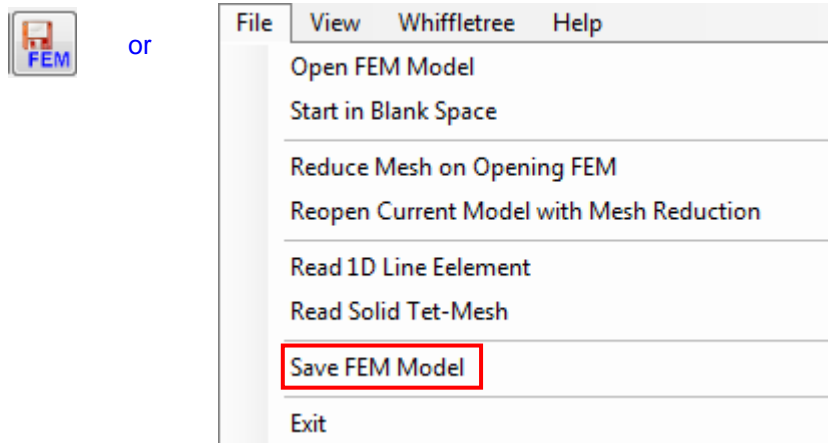 FEM
or
File View Whiffletree Help
Open FEM Model
Start in Blank Space
Reduce Mesh on Opening FEM
Reopen Current Model with Mesh Reduction
Read 1D Line Eelement
Read Solid Tet-Mesh
Save FEM Model
Exit